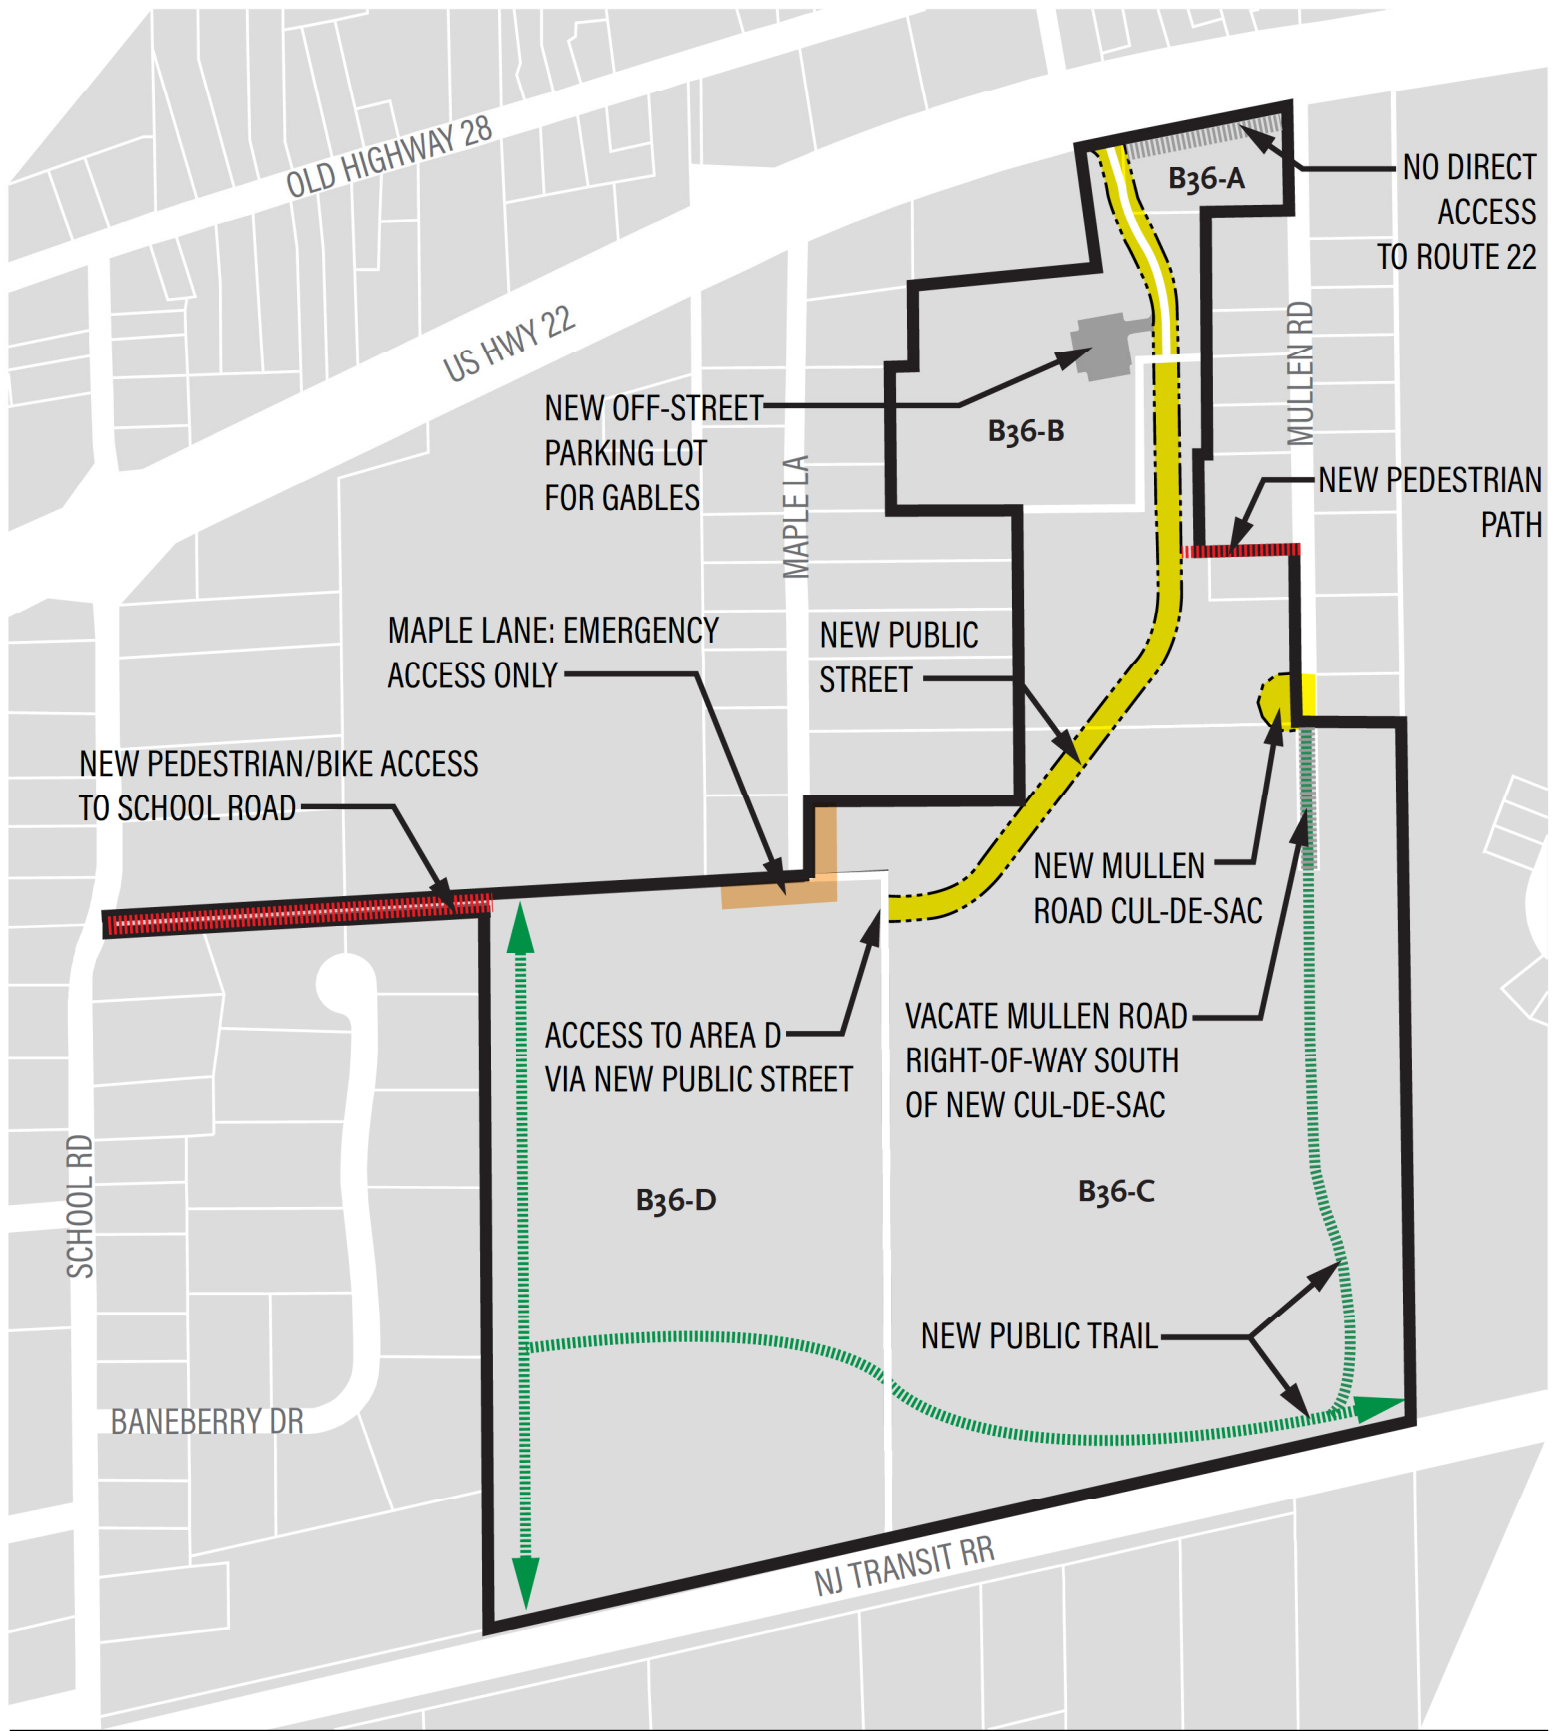 OLD HIGHWAY 28
B36-A
NO DIRECT
ACCESS
TO ROUTE 22
US HWY 22
MULLEN RD
NEW OFF-STREET
PARKING LOT
FOR GABLES
B36-B
MAPLE LA
NEW PEDESTRIAN
PATH
MAPLE LANE: EMERGENCY
ACCESS ONLY
NEW PUBLIC
STREET
NEW PEDESTRIAN/BIKE ACCESS
TO SCHOOL ROAD
NEW MULLEN
ROAD CUL-DE-SAC
ACCESS TO AREA D
VIA NEW PUBLIC STREET
VACATE MULLEN ROAD
RIGHT-OF-WAY SOUTH
OF NEW CUL-DE-SAC
SCHOOL RD
B36-D
B36-C
NEW PUBLIC TRAIL
BANEBERRY DR
NJ TRANSIT RR